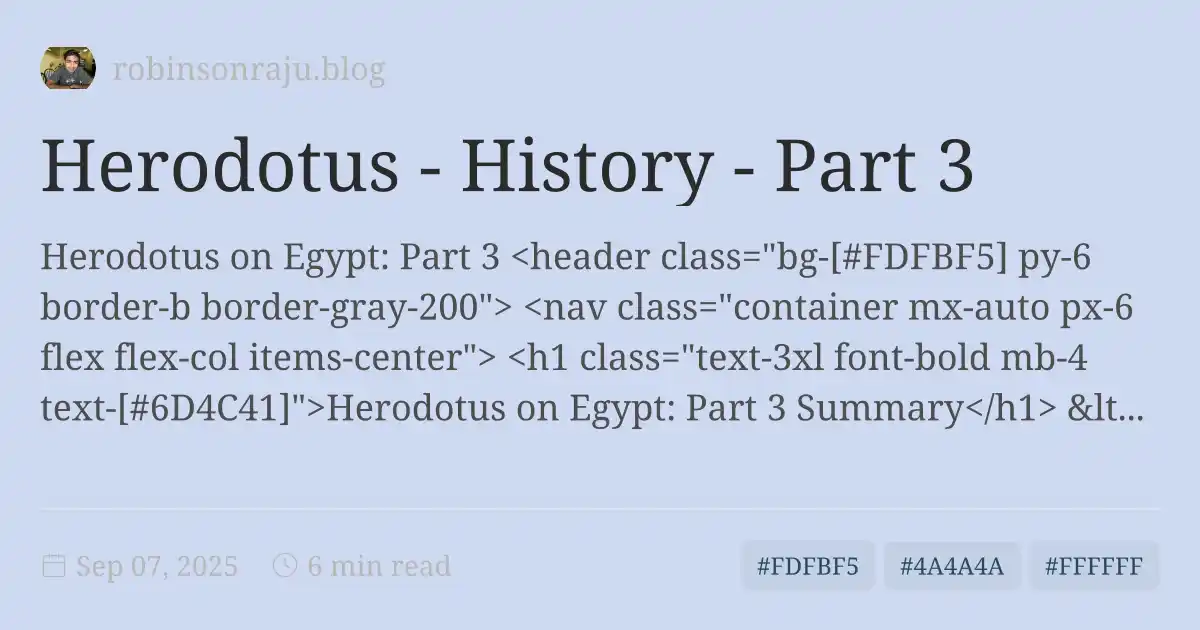 robinsonraju.blog
Herodotus - History - Part 3
Herodotus on Egypt: Part 3 <header class="bg-[#FDFBF5] py-6
border-b border-gray-200"> <nav class="container mx-auto px-6
flex flex-col items-center"> <h1 class="text-3xl font-bold mb-4
text-[#6D4C41]">Herodotus on Egypt: Part 3 Summary</h1> &lt...
Sep 07, 2025 6 min read #FDFBF5 #4A4A4A #FFFFFF